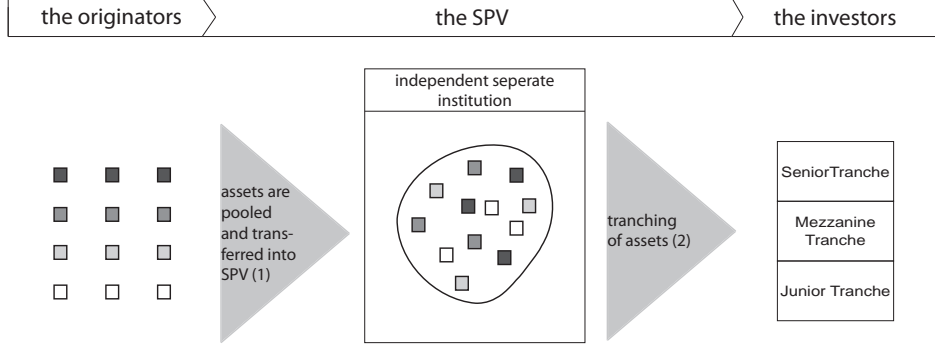 the originators
the SPV
the investors
independent seperate
institution
assets are
pooled
and trans-
ferred into
SPV (1)
tranching
of assets (2)
SeniorTranche
Mezzanine
Tranche
Junior Tranche